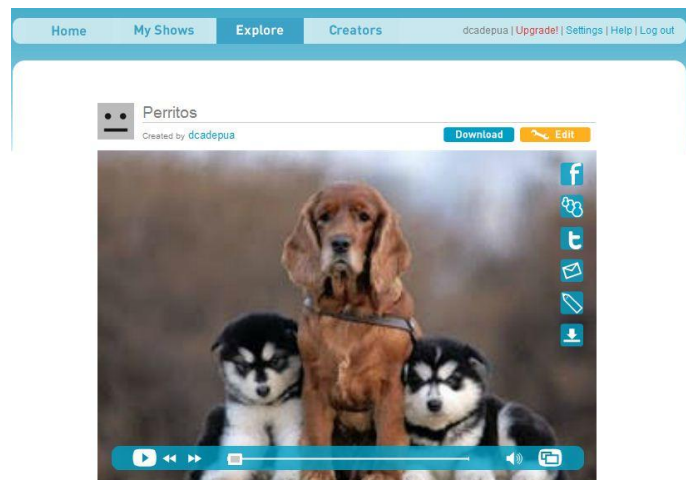 Home My Shows Explore Creators dcadepua | Upgrade! | Settings | Help | Log out
Perritos
Created by dcadepua Download Edit